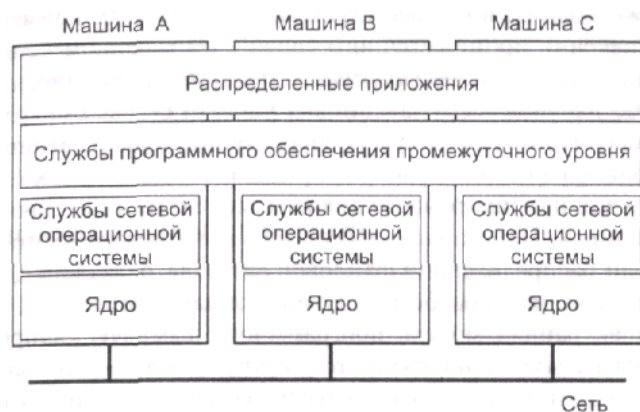 Машина A Машина B Машина C
Распределенные приложения
Службы программного обеспечения промежуточного уровня
Службы сетевой Службы сетевой Службы сетевой
операционной операционной операционной
системы системы системы
Ядро Ядро Ядро
Сеть